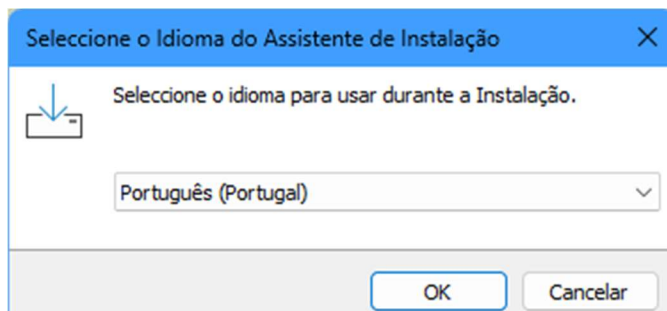 Seleccione o Idioma do Assistente de Instalação
Seleccione o idioma para usar durante a Instalação.
Português (Portugal)
OK
Cancelar